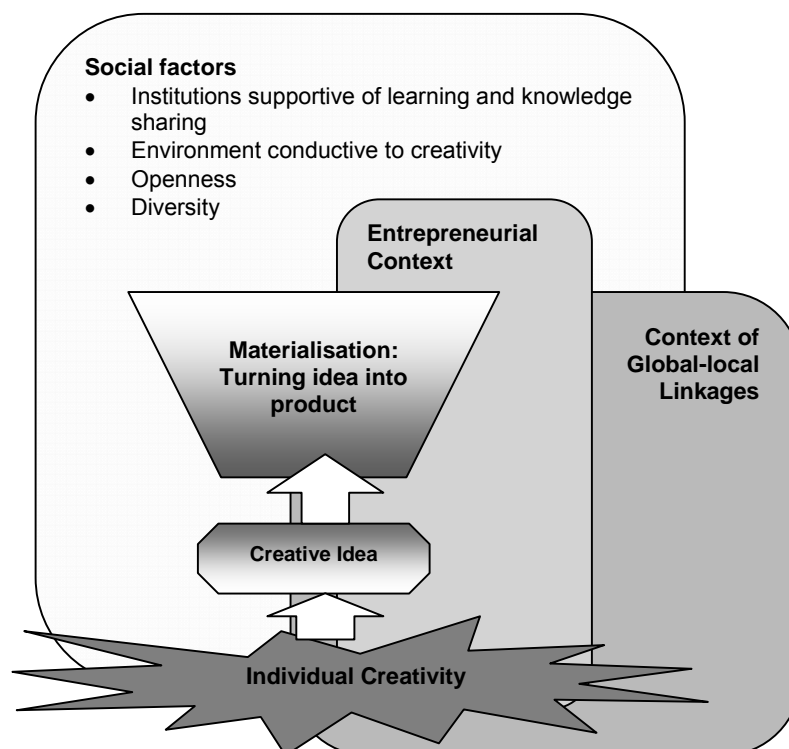 Social factors
• Institutions supportive of learning and knowledge
sharing
• Environment conductive to creativity
• Openness
• Diversity
Entrepreneurial
Context
Context of
Global-local
Linkages
Materialisation:
Turning idea into
product
Creative Idea
Individual Creativity